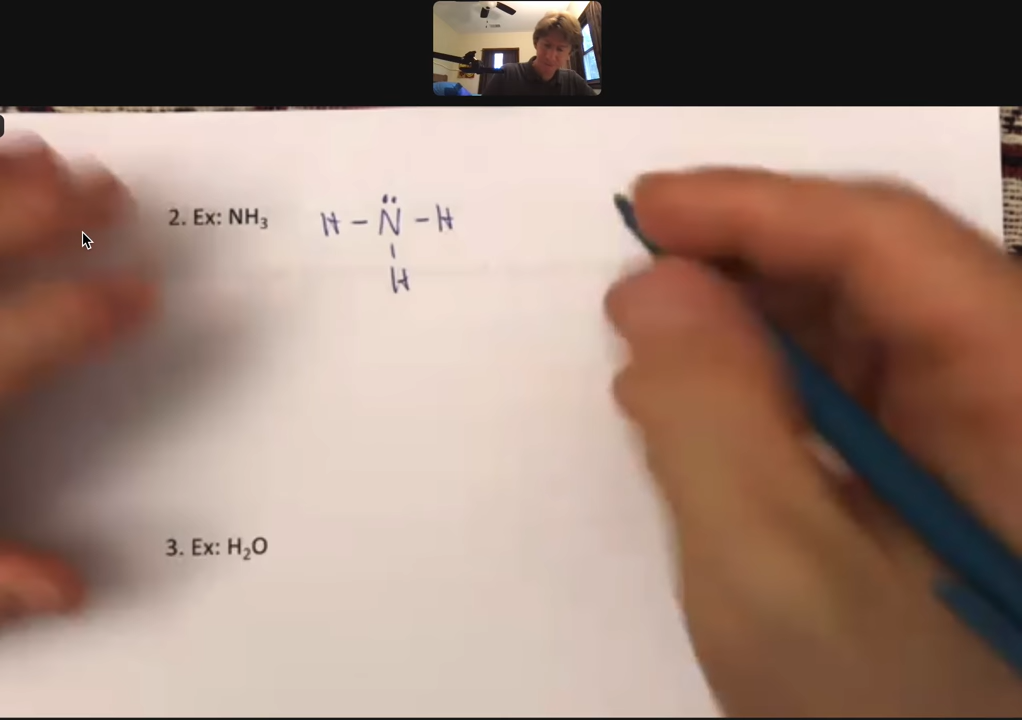 2. Ex: NH₃ H – N̈ – H
|
H
3. Ex: H₂O